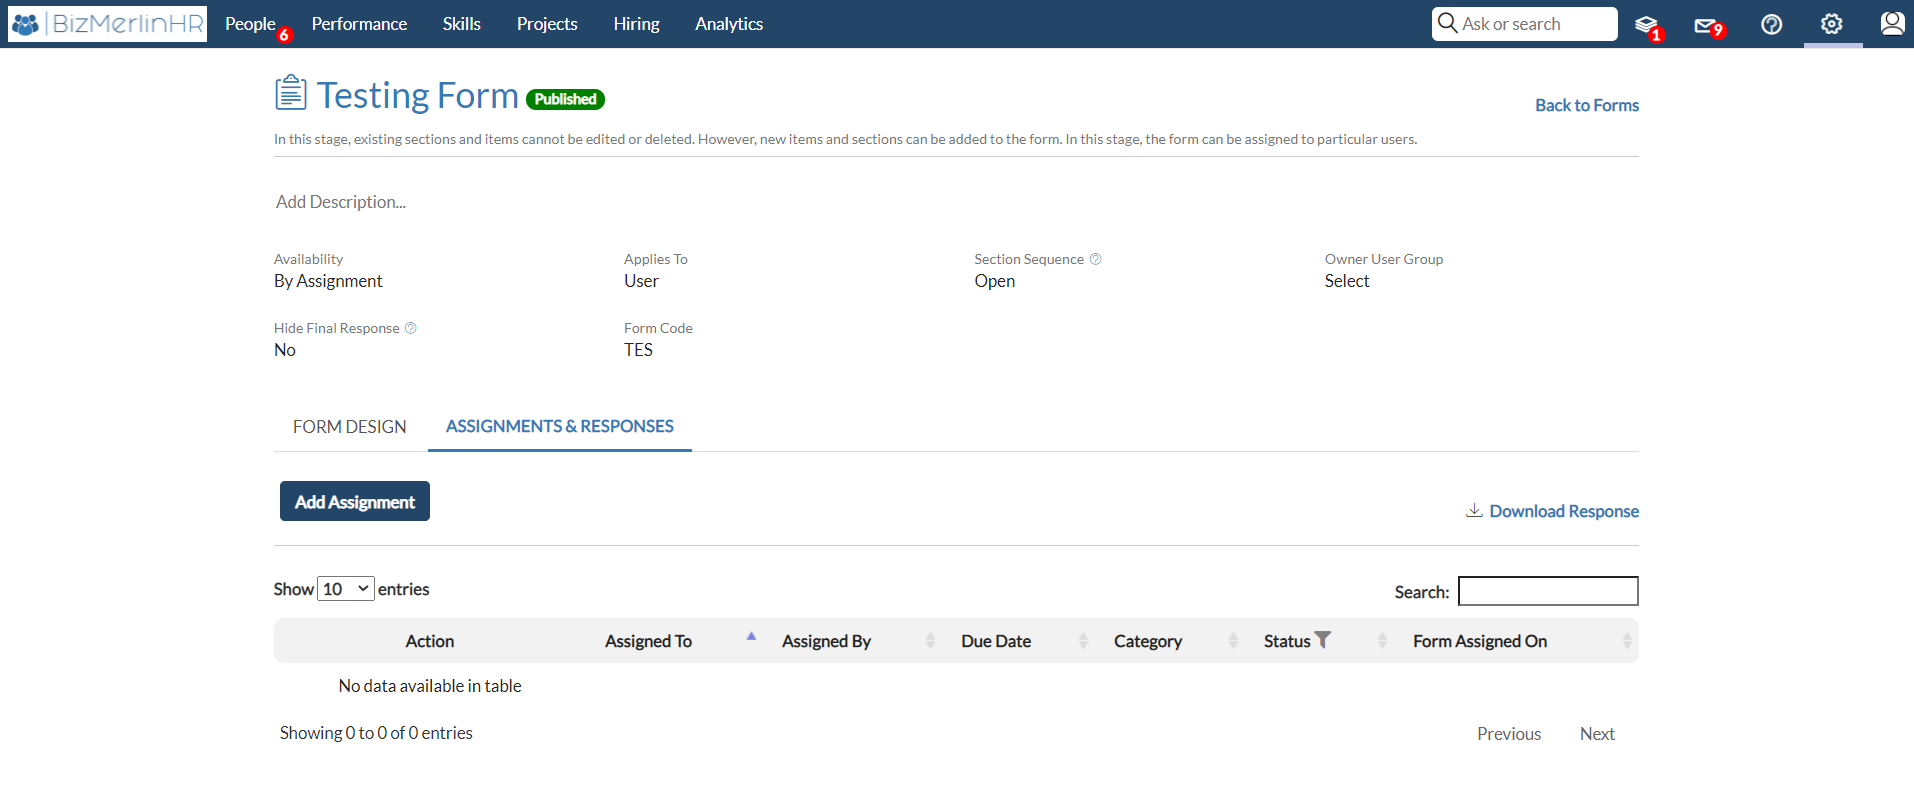 BizMerlinHR People 6 Performance Skills Projects Hiring Analytics Ask or search 1 9
Testing Form Published
Back to Forms
In this stage, existing sections and items cannot be edited or deleted. However, new items and sections can be added to the form. In this stage, the form can be assigned to particular users.
Add Description...
Availability Applies To Section Sequence Owner User Group
By Assignment User Open Select
Hide Final Response Form Code
No TES
FORM DESIGN ASSIGNMENTS & RESPONSES
Add Assignment
Download Response
Show 10 entries
Search:
Action Assigned To Assigned By Due Date Category Status Form Assigned On
No data available in table
Showing 0 to 0 of 0 entries
Previous Next